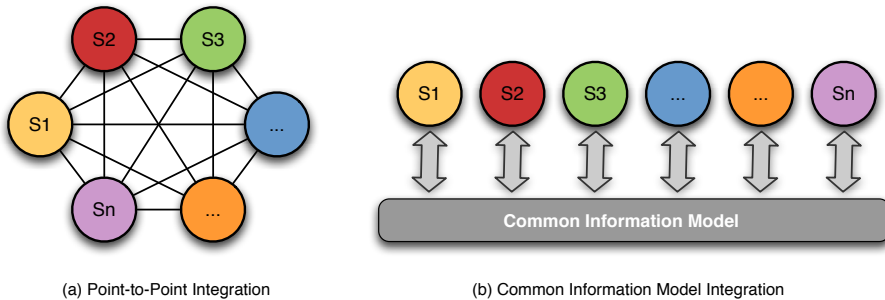 S2
S3
S1
...
Sn
...
(a) Point-to-Point Integration
S1
S2
S3
...
...
Sn
Common Information Model
(b) Common Information Model Integration